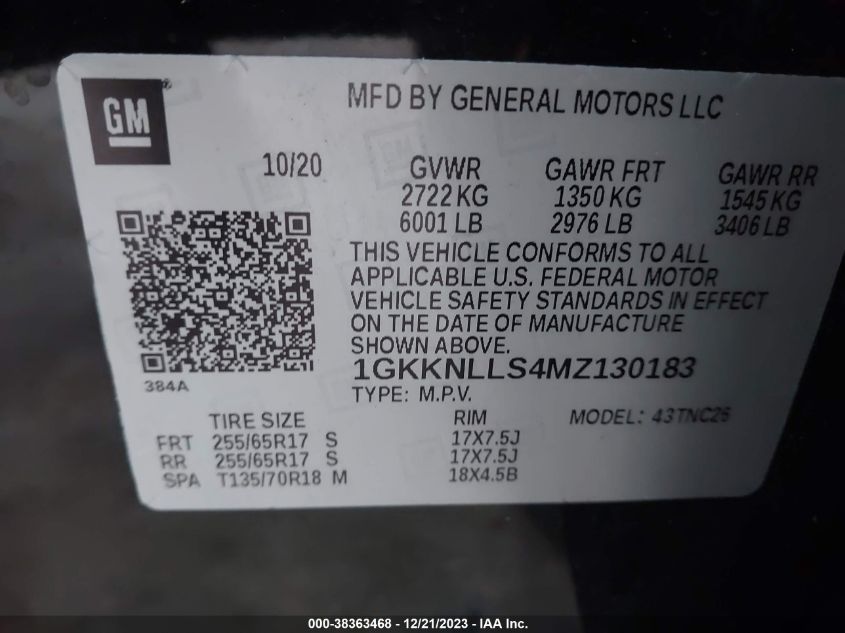 GM
MFD BY GENERAL MOTORS LLC
10/20 GVWR GAWR FRT GAWR RR
2722 KG 1350 KG 1545 KG
6001 LB 2976 LB 3406 LB
THIS VEHICLE CONFORMS TO ALL
APPLICABLE U.S. FEDERAL MOTOR
VEHICLE SAFETY STANDARDS IN EFFECT
ON THE DATE OF MANUFACTURE
SHOWN ABOVE.
1GKKNLLS4MZ130183
384A
TYPE: M.P.V.
TIRE SIZE RIM MODEL: 43TNC26
FRT 255/65R17 S 17X7.5J
RR 255/65R17 S 17X7.5J
SPA T135/70R18 M 18X4.5B
000-38363468 - 12/21/2023 - IAA Inc.